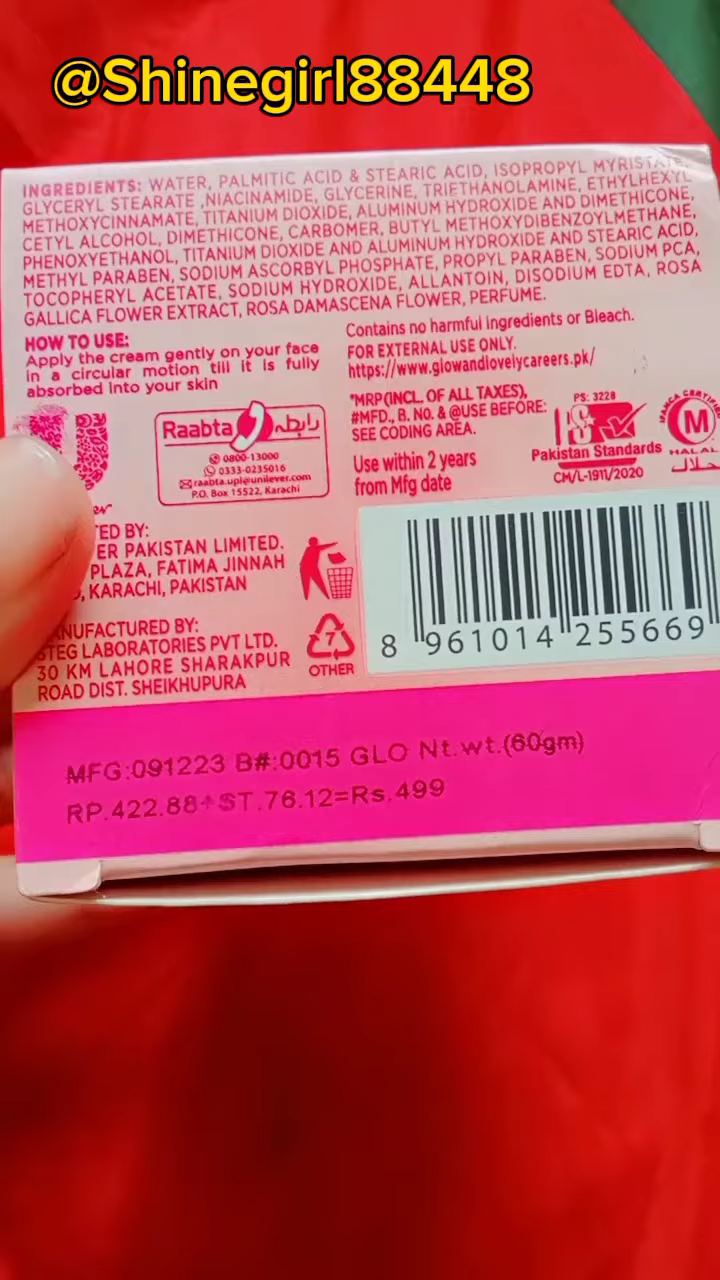 @Shinegirl88448
INGREDIENTS: WATER, PALMITIC ACID & STEARIC ACID, ISOPROPYL MYRISTATE,
GLYCERYL STEARATE ,NIACINAMIDE, GLYCERINE, TRIETHANOLAMINE, ETHYLHEXYL
METHOXYCINNAMATE, TITANIUM DIOXIDE, ALUMINUM HYDROXIDE AND DIMETHICONE,
CETYL ALCOHOL, DIMETHICONE, CARBOMER, BUTYL METHOXYDIBENZOYLMETHANE,
PHENOXYETHANOL, TITANIUM DIOXIDE AND ALUMINUM HYDROXIDE AND STEARIC ACID,
METHYL PARABEN, SODIUM ASCORBYL PHOSPHATE, PROPYL PARABEN, SODIUM PCA,
TOCOPHERYL ACETATE, SODIUM HYDROXIDE, ALLANTOIN, DISODIUM EDTA, ROSA
GALLICA FLOWER EXTRACT, ROSA DAMASCENA FLOWER, PERFUME.
HOW TO USE:
Apply the cream gently on your face
in a circular motion till it is fully
absorbed into your skin
Contains no harmful ingredients or Bleach.
FOR EXTERNAL USE ONLY.
https://www.glowandlovelycareers.pk/
*MRP(INCL. OF ALL TAXES),
#MFD., B. NO. & @USE BEFORE:
SEE CODING AREA.
Use within 2 years
from Mfg date
PS: 3228
Pakistan Standards
CM/L-1911/2020
M
HALAL
حلال
Raabta رابطہ
0800-13000
0333-0235016
raabta.upl@unilever.com
P.O. Box 15522, Karachi
TED BY:
ER PAKISTAN LIMITED.
PLAZA, FATIMA JINNAH
, KARACHI, PAKISTAN
ANUFACTURED BY:
STEG LABORATORIES PVT LTD.
30 KM LAHORE SHARAKPUR
ROAD DIST. SHEIKHUPURA
7
OTHER
8 961014 255669
MFG:091223 B#:0015 GLO Nt.wt.(60gm)
RP.422.88+ST.76.12=Rs.499